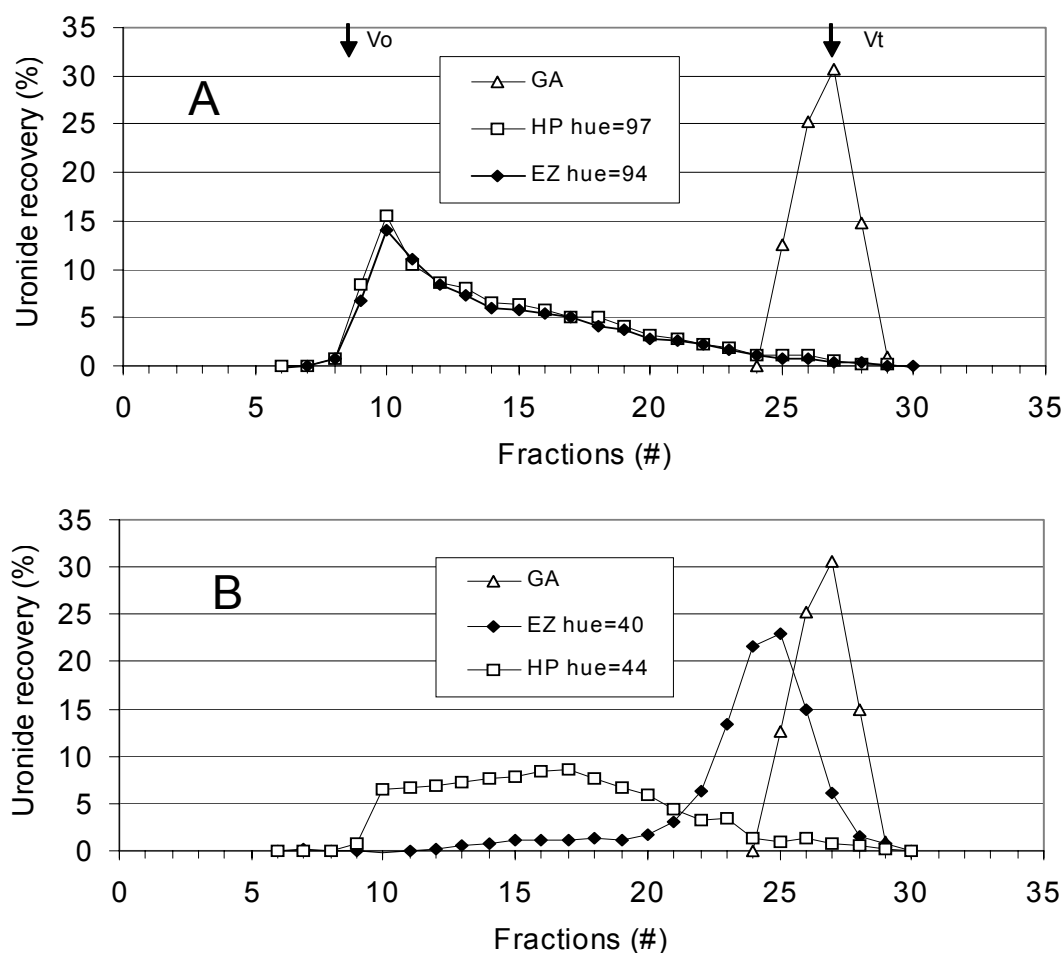 35
30
25
20
15
10
5
0
Uronide recovery (%)
Vo
Vt
A
GA
HP hue=97
EZ hue=94
0 5 10 15 20 25 30 35
Fractions (#)
35
30
25
20
15
10
5
0
Uronide recovery (%)
B
GA
EZ hue=40
HP hue=44
0 5 10 15 20 25 30 35
Fractions (#)